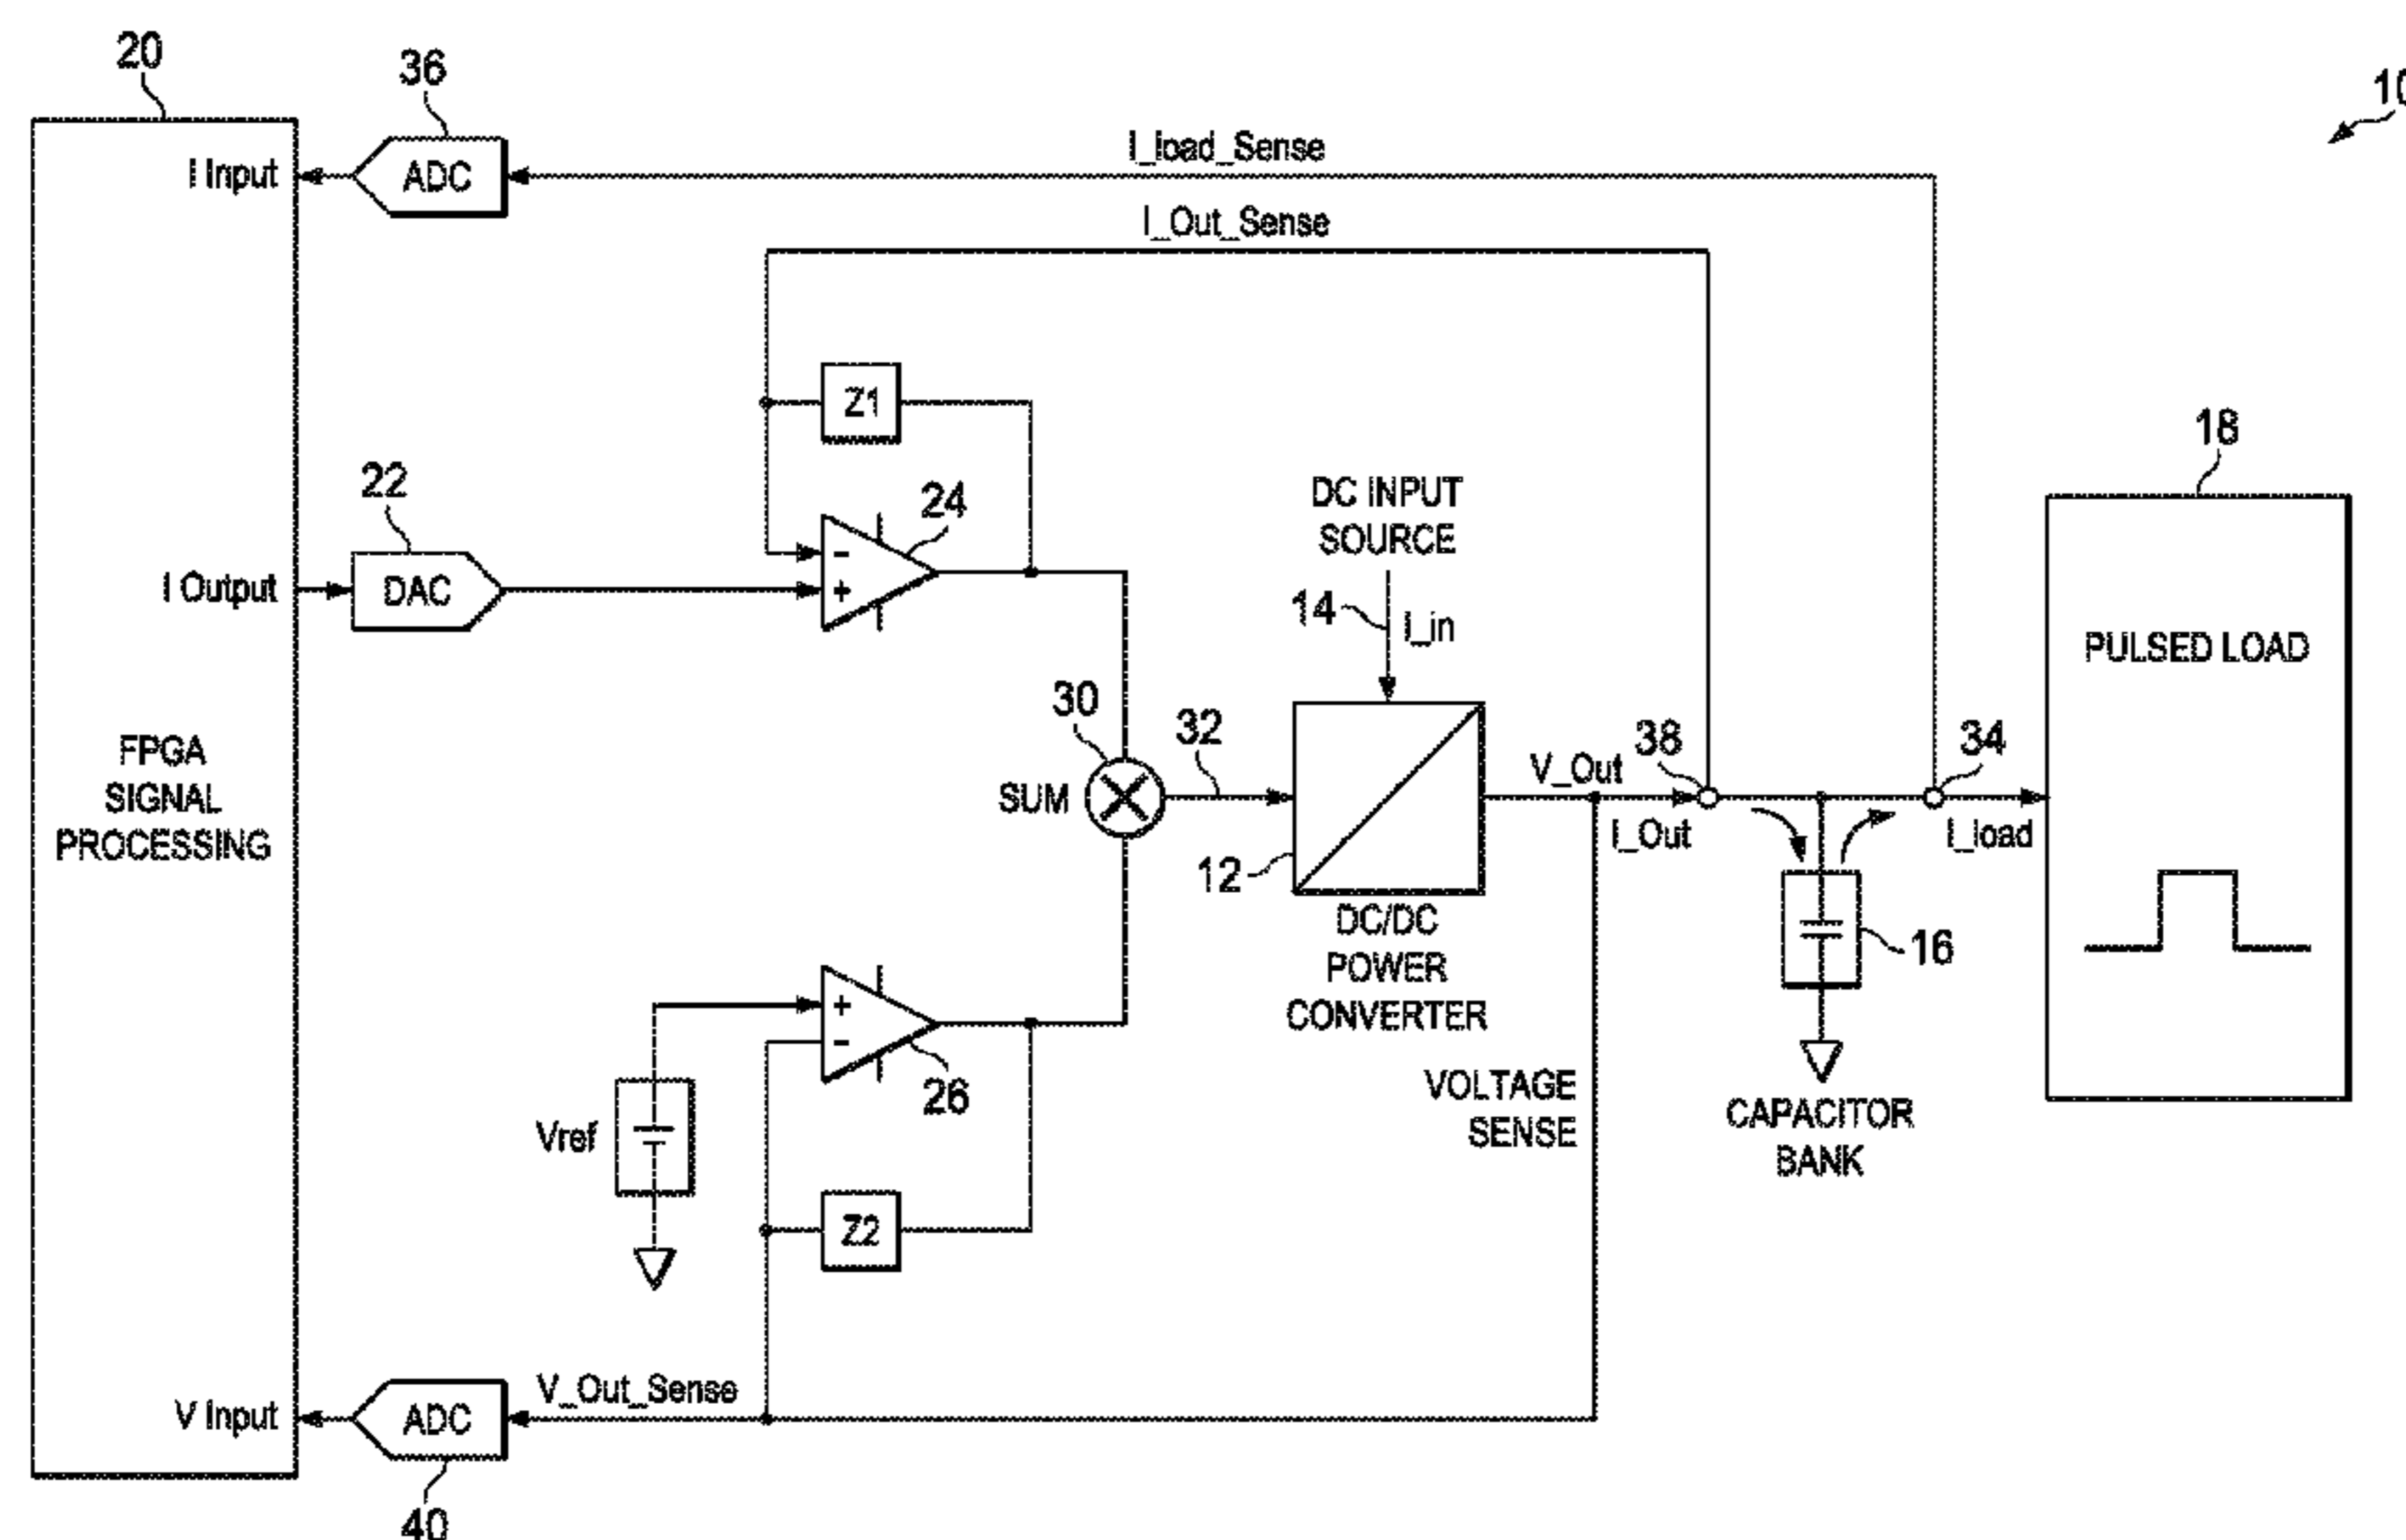 20
36
10
I Input
ADC
I_load_Sense
I_Out_Sense
Z1
18
22
24
DC INPUT
SOURCE
I Output
DAC
-
+
14
I_in
PULSED LOAD
30
32
38
34
FPGA
SIGNAL
PROCESSING
SUM
V_Out
I_Out
I_load
12
DC/DC
POWER
CONVERTER
16
+
-
26
VOLTAGE
SENSE
CAPACITOR
BANK
Vref
Z2
V Input
ADC
V_Out_Sense
40